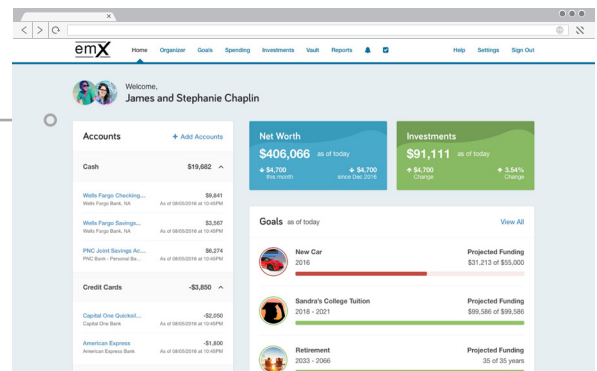 emX Home Organizer Goals Spending Investments Vault Reports Help Settings Sign Out
Welcome,
James and Stephanie Chaplin
Accounts + Add Accounts
Cash $19,682
Wells Fargo Checking... $9,841
Wells Fargo Bank, NA As of 08/05/2016 at 10:45PM
Wells Fargo Savings... $3,567
Wells Fargo Bank, NA As of 08/05/2016 at 10:45PM
PNC Joint Savings Ac... $6,274
PNC Bank - Personal Ba... As of 08/05/2016 at 10:45PM
Credit Cards -$3,850
Capital One Quicksil... -$2,050
Capital One Bank As of 08/05/2016 at 10:45PM
American Express -$1,800
American Express Bank As of 08/05/2016 at 10:45PM
Net Worth
$406,066 as of today
$4,700 $4,700
this month since Dec 2016
Investments
$91,111 as of today
$4,700 3.54%
Change Change
Goals as of today View All
New Car Projected Funding
2016 $31,213 of $55,000
Sandra's College Tuition Projected Funding
2018 - 2021 $99,586 of $99,586
Retirement Projected Funding
2033 - 2066 35 of 35 years